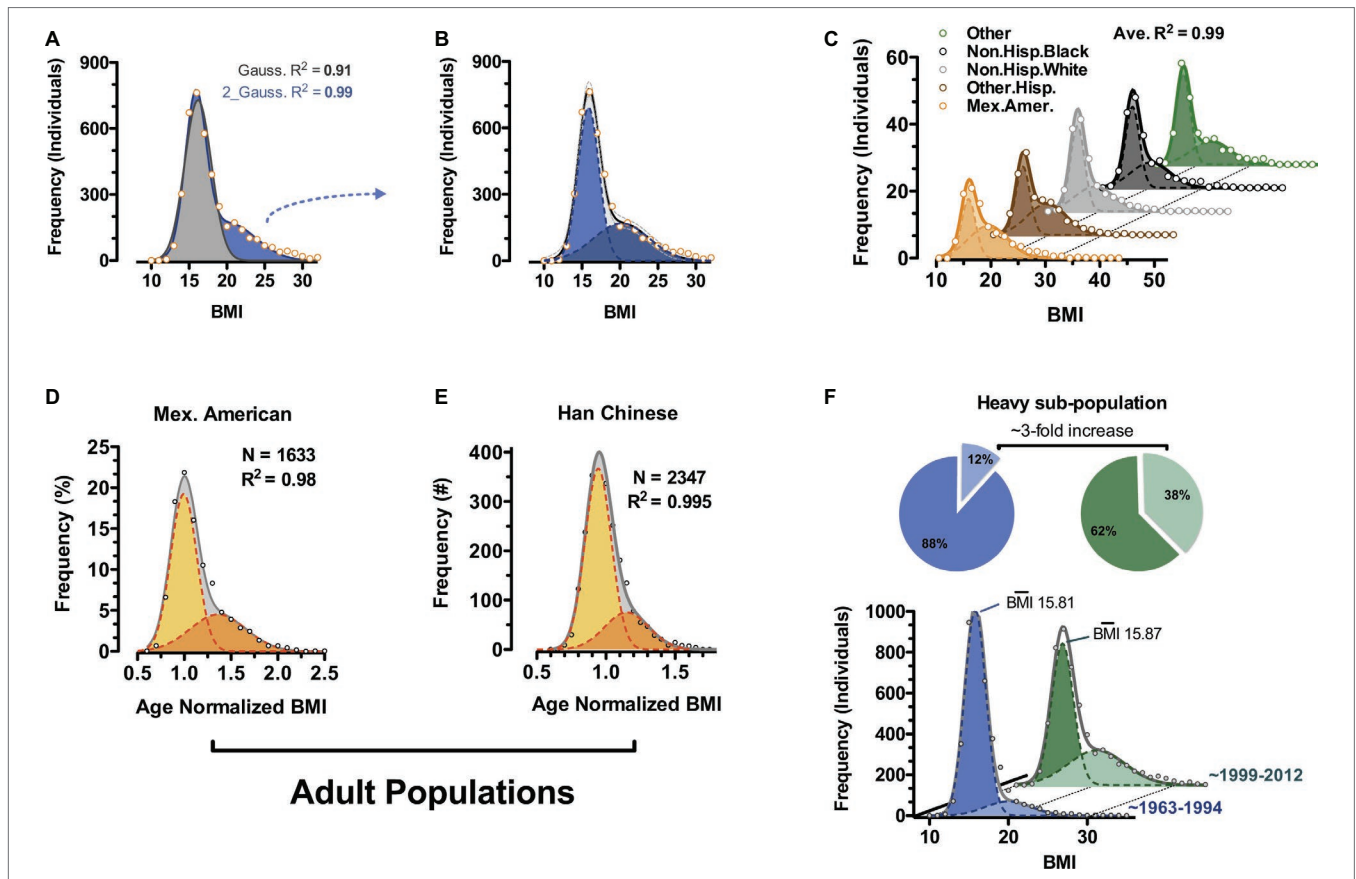 A
Frequency (Individuals)
900
600
300
0
Gauss. R² = 0.91
2_Gauss. R² = 0.99
10 15 20 25 30
BMI
B
Frequency (Individuals)
900
600
300
0
10 15 20 25 30
BMI
C
Frequency (Individuals)
60
40
20
0
Other
Non.Hisp.Black
Non.Hisp.White
Other.Hisp.
Mex.Amer.
Ave. R² = 0.99
10 20 30 40 50
BMI
D
Mex. American
Frequency (%)
25
20
15
10
5
0
N = 1633
R² = 0.98
0.5 1.0 1.5 2.0 2.5
Age Normalized BMI
E
Han Chinese
Frequency (#)
400
300
200
100
0
N = 2347
R² = 0.995
0.5 1.0 1.5
Age Normalized BMI
Adult Populations
F
Heavy sub-population
~3-fold increase
12%
88%
38%
62%
Frequency (Individuals)
1000
800
600
400
200
0
BMI 15.81
BMI 15.87
~1999-2012
~1963-1994
10 20 30
BMI